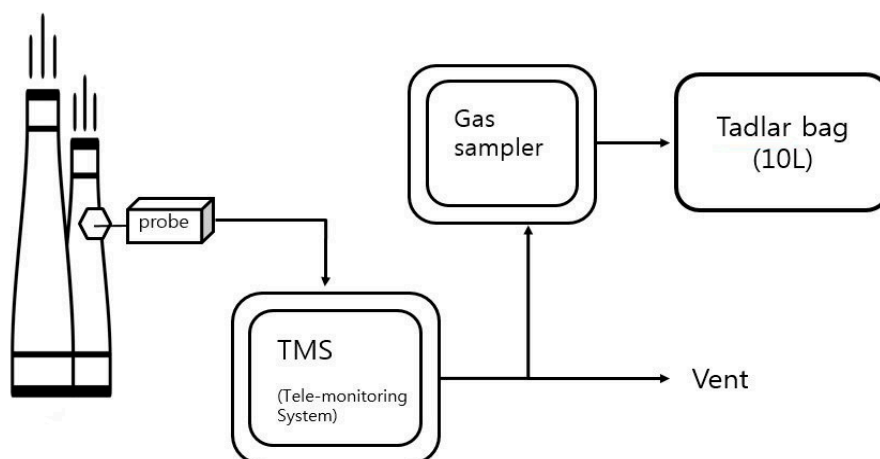 probe
TMS
(Tele-monitoring
System)
Gas
sampler
Tadlar bag
(10L)
Vent